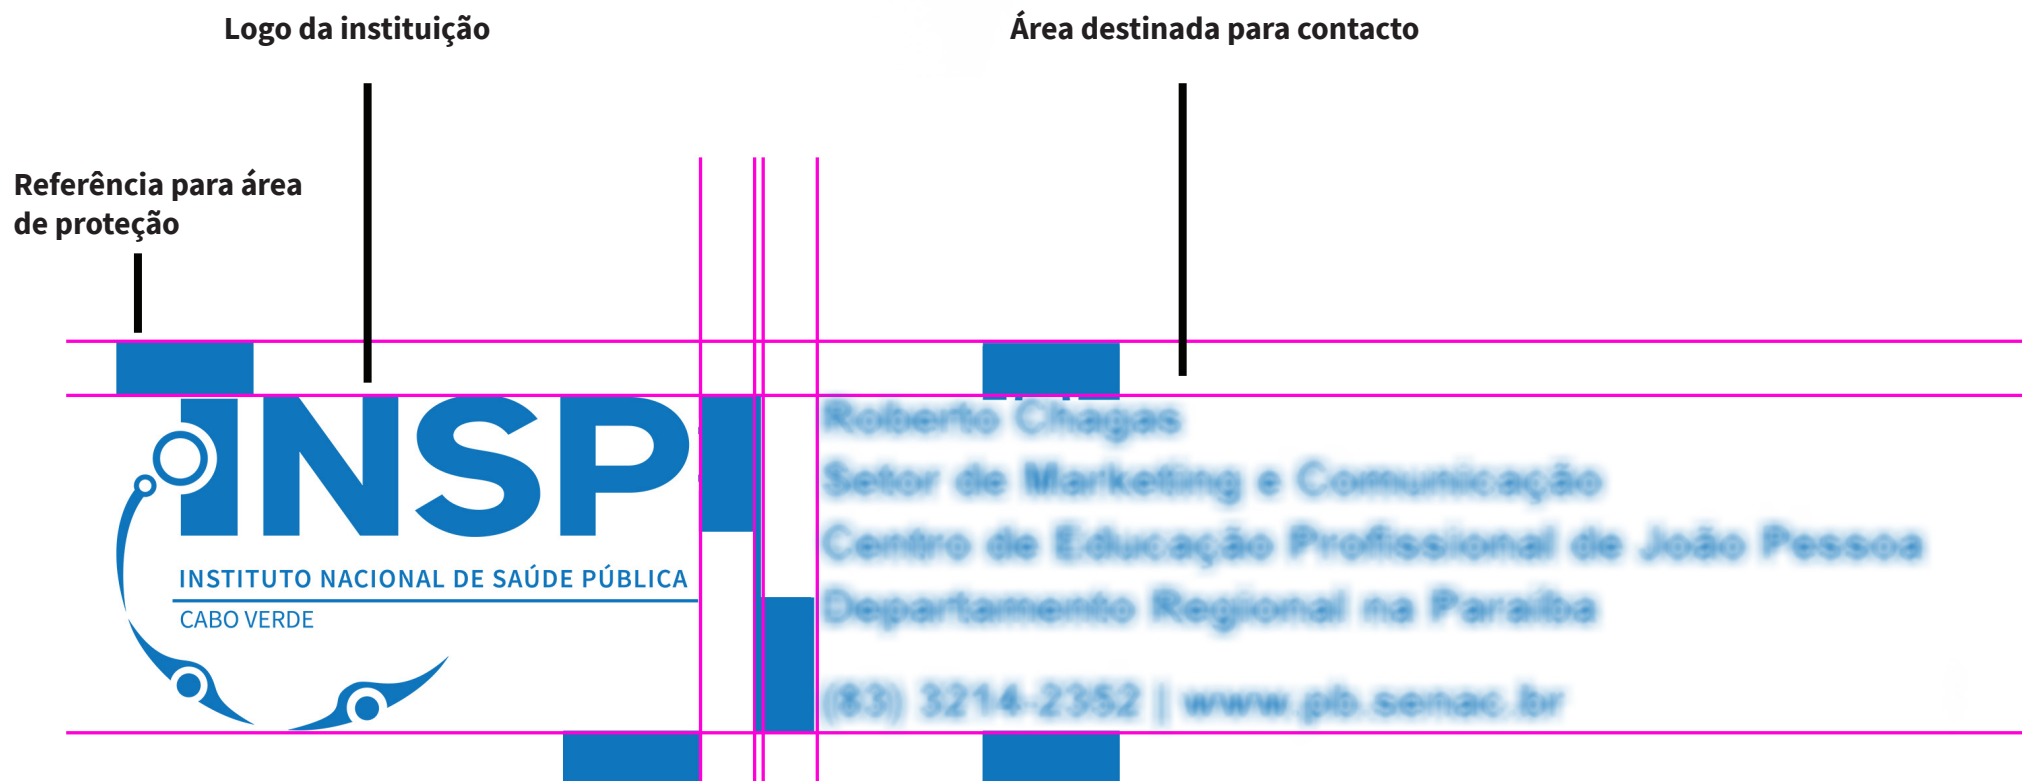 Logo da instituição
Área destinada para contacto
Referência para área
de proteção
INSP
INSTITUTO NACIONAL DE SAÚDE PÚBLICA
CABO VERDE
Roberto Chagas
Setor de Marketing e Comunicação
Centro de Educação Profissional de João Pessoa
Departamento Regional na Paraíba
(83) 3214-2352 | www.pb.senac.br